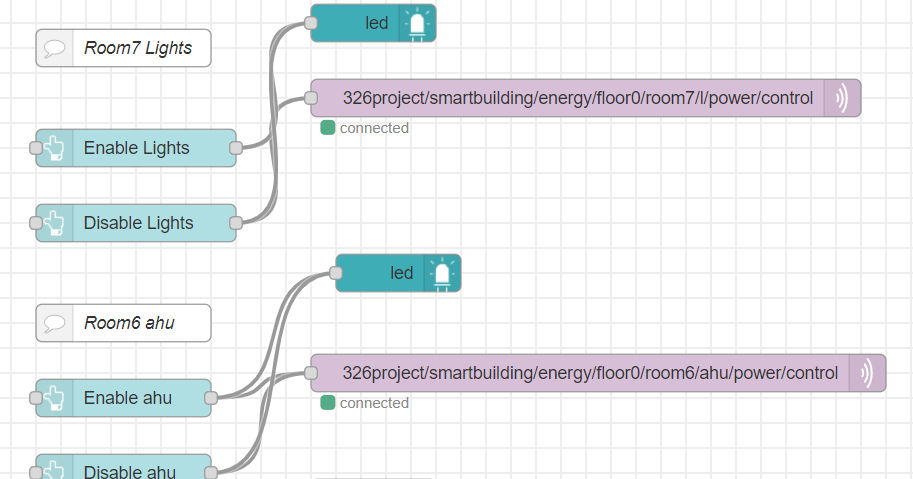 led
Room7 Lights
326project/smartbuilding/energy/floor0/room7/l/power/control
connected
Enable Lights
Disable Lights
led
Room6 ahu
326project/smartbuilding/energy/floor0/room6/ahu/power/control
Enable ahu
connected
Disable ahu